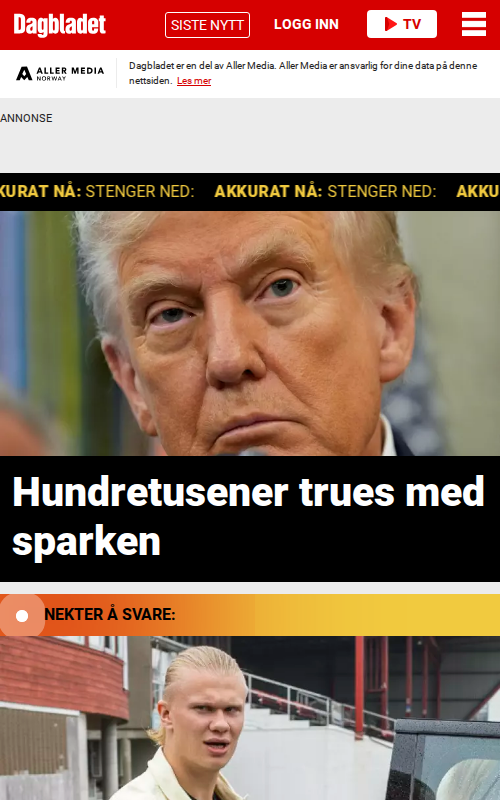 Dagbladet
SISTE NYTT
LOGG INN
TV
ALLER MEDIA
NORWAY
Dagbladet er en del av Aller Media. Aller Media er ansvarlig for dine data på denne
nettsiden. Les mer
ANNONSE
KURAT NÅ: STENGER NED: AKKURAT NÅ: STENGER NED: AKKU
Hundretusener trues med
sparken
NEKTER Å SVARE: